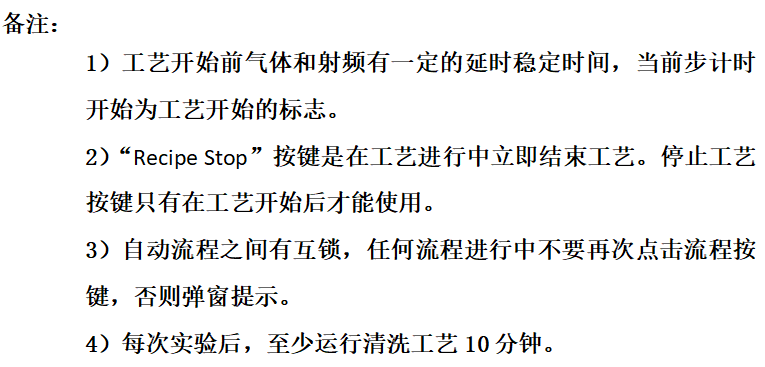 备注：
1）工艺开始前气体和射频有一定的延时稳定时间，当前步计时
开始为工艺开始的标志。
2）“Recipe Stop”按键是在工艺进行中立即结束工艺。停止工艺
按键只有在工艺开始后才能使用。
3）自动流程之间有互锁，任何流程进行中不要再次点击流程按
键，否则弹窗提示。
4）每次实验后，至少运行清洗工艺 10 分钟。